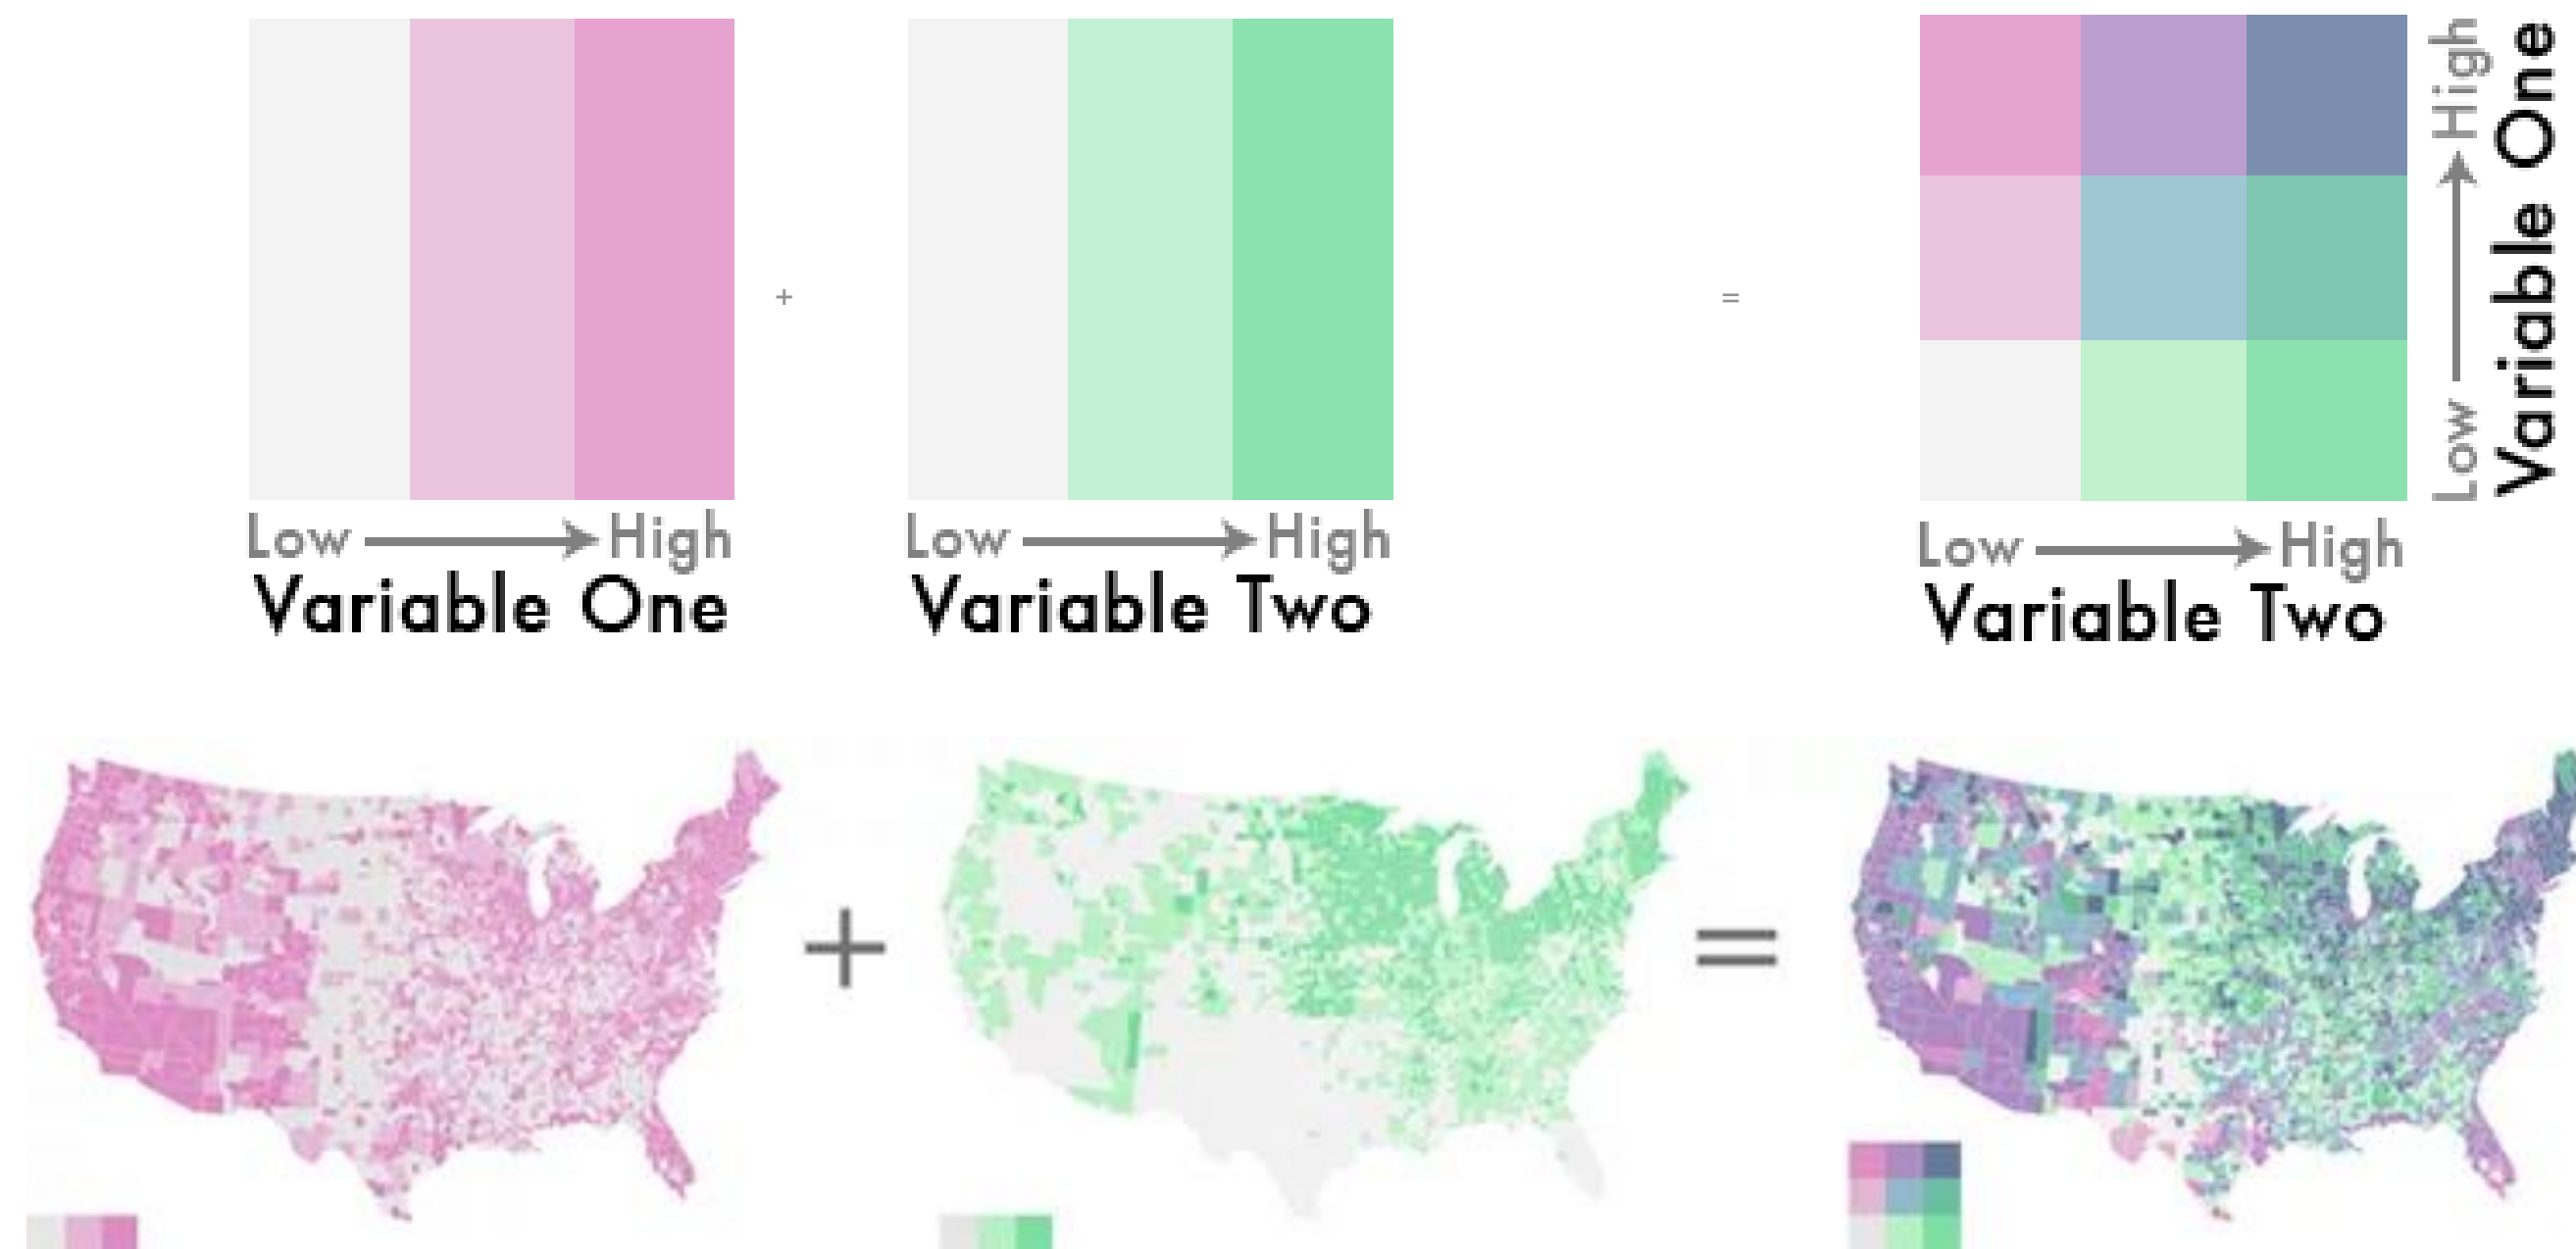 Low High
Variable One
+
Low High
Variable Two
=
Low High
Variable Two
Low High
Variable One
+
=